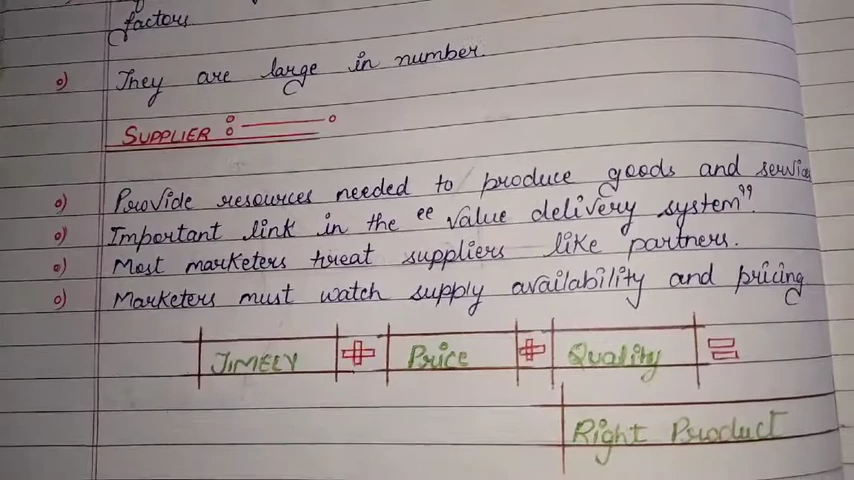 factors
o) They are large in number.
SUPPLIER :-
o) Provide resources needed to produce goods and services
o) Important link in the "value delivery system".
o) Most marketers treat suppliers like partners.
o) Marketers must watch supply availability and pricing
TIMELY + Price + Quality =
Right Product